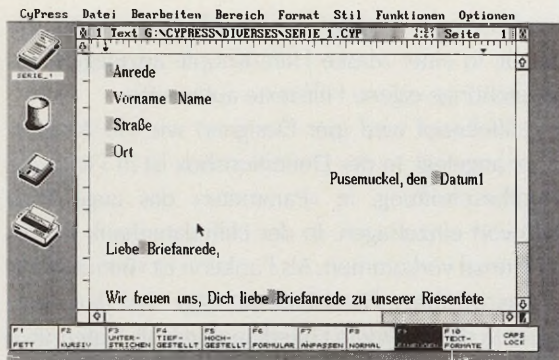 CyPress Datei Bearbeiten Bereich Format Stil Funktionen Optionen
1 Text G:\CYPRESS\DIVERSES\SERIE_1.CYP Seite 1
Anrede
SERIE_1
Vorname Name
Straße
Ort
Pusemuckel, den Datum1
Liebe Briefanrede,
Wir freuen uns, Dich liebe Briefanrede zu unserer Riesenfete
F1 FETT F2 KURSIV F3 UNTER-STRICHEN F4 TIEF-GESTELLT F5 HOCH-GESTELLT F6 FORMULAR F7 ANPASSEN F8 NORMAL F9 EINFÜGEN F10 TEXT-FORMATE CAPS LOCK